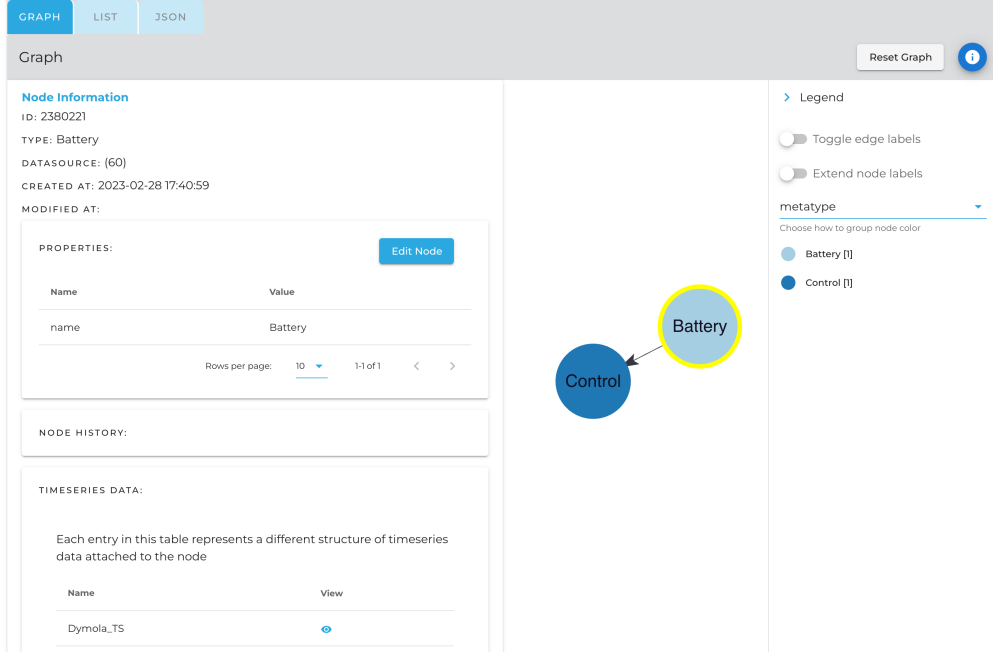 GRAPH LIST JSON
Graph
Reset Graph
Node Information
ID: 2380221
TYPE: Battery
DATASOURCE: (60)
CREATED AT: 2023-02-28 17:40:59
MODIFIED AT:
PROPERTIES:
Edit Node
Name Value
name Battery
Rows per page: 10 1-1 of 1
NODE HISTORY:
TIMESERIES DATA:
Each entry in this table represents a different structure of timeseries
data attached to the node
Name View
Dymola_TS
Battery
Control
Legend
Toggle edge labels
Extend node labels
metatype
Choose how to group node color
Battery [1]
Control [1]